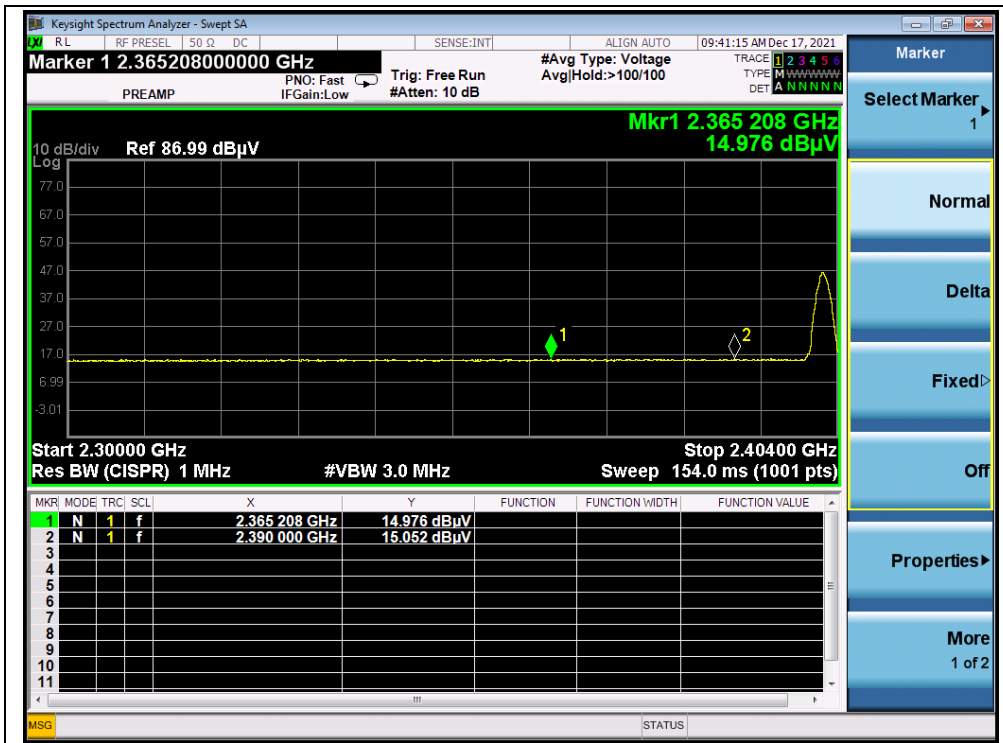 Keysight Spectrum Analyzer - Swept SA
LXI RL RF PRESEL 50 Ω DC SENSE:INT ALIGN AUTO 09:41:15 AM Dec 17, 2021
Marker 1 2.365208000000 GHz #Avg Type: Voltage TRACE 1 2 3 4 5 6
PNO: Fast Trig: Free Run Avg|Hold:>100/100 TYPE M W W W W W
PREAMP IFGain:Low #Atten: 10 dB DET A N N N N N
Mkr1 2.365 208 GHz
10 dB/div Ref 86.99 dBµV 14.976 dBµV
Log
77.0
67.0
57.0
47.0
37.0
27.0
17.0
6.99
-3.01
1
2
Start 2.30000 GHz Stop 2.40400 GHz
Res BW (CISPR) 1 MHz #VBW 3.0 MHz Sweep 154.0 ms (1001 pts)
MKR MODE TRC SCL X Y FUNCTION FUNCTION WIDTH FUNCTION VALUE
1 N 1 f 2.365 208 GHz 14.976 dBµV
2 N 1 f 2.390 000 GHz 15.052 dBµV
3
4
5
6
7
8
9
10
11
MSG STATUS
Marker
Select Marker
1
Normal
Delta
Fixed
Off
Properties
More
1 of 2